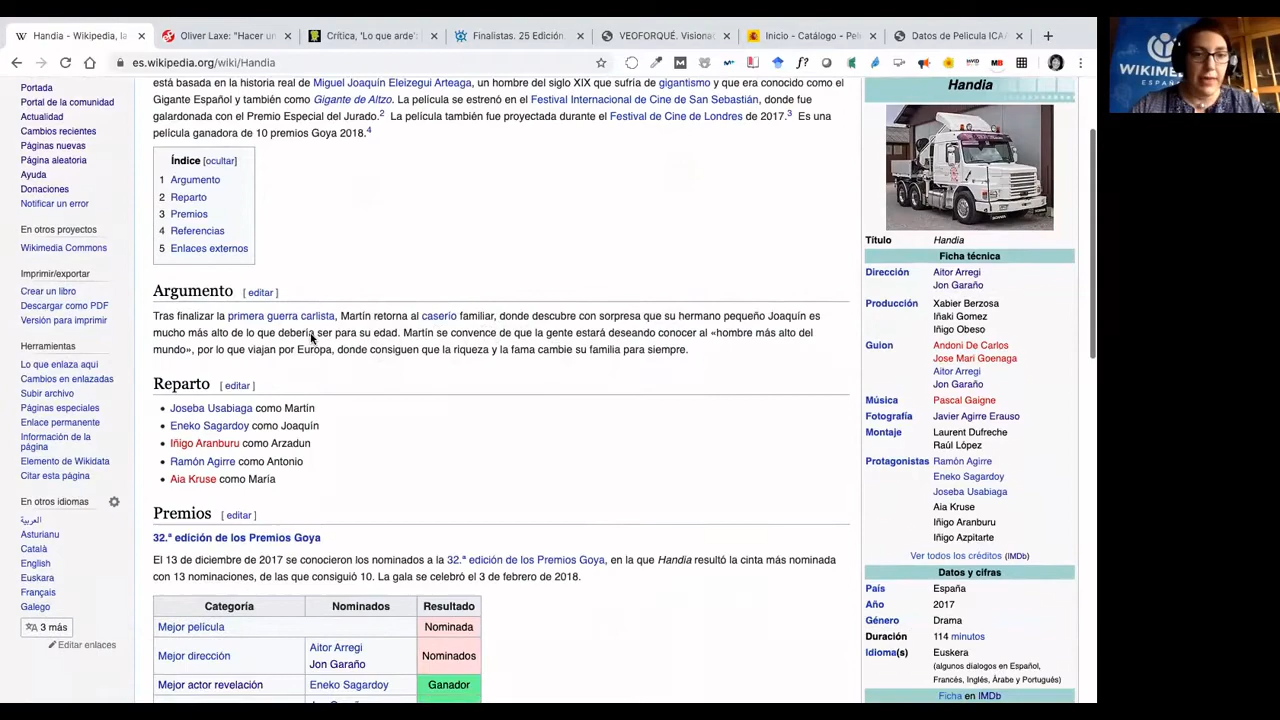 Handia - Wikipedia, la
Oliver Laxe: "Hacer un
Crítica, 'Lo que arde'
Finalistas. 25 Edición.
VEOFORQUÉ. Visiona
Inicio - Catálogo - Pel
Datos de Película ICA
es.wikipedia.org/wiki/Handia
WIKIMED
ESPAÑA
Portada
Portal de la comunidad
Actualidad
Cambios recientes
Páginas nuevas
Página aleatoria
Ayuda
Donaciones
Notificar un error
En otros proyectos
Wikimedia Commons
Imprimir/exportar
Crear un libro
Descargar como PDF
Versión para imprimir
Herramientas
Lo que enlaza aquí
Cambios en enlazadas
Subir archivo
Páginas especiales
Enlace permanente
Información de la
página
Elemento de Wikidata
Citar esta página
En otros idiomas
العربية
Asturianu
Català
English
Euskara
Français
Galego
3 más
Editar enlaces
está basada en la historia real de Miguel Joaquín Eleizegui Arteaga, un hombre del siglo XIX que sufría de gigantismo y que era conocido como el
Gigante Español y también como Gigante de Altzo. La película se estrenó en el Festival Internacional de Cine de San Sebastián, donde fue
galardonada con el Premio Especial del Jurado.2 La película también fue proyectada durante el Festival de Cine de Londres de 2017.3 Es una
película ganadora de 10 premios Goya 2018.4
Índice [ocultar]
1 Argumento
2 Reparto
3 Premios
4 Referencias
5 Enlaces externos
Argumento [ editar ]
Tras finalizar la primera guerra carlista, Martín retorna al caserio familiar, donde descubre con sorpresa que su hermano pequeño Joaquín es
mucho más alto de lo que debería ser para su edad. Martín se convence de que la gente estará deseando conocer al «hombre más alto del
mundo», por lo que viajan por Europa, donde consiguen que la riqueza y la fama cambie su familia para siempre.
Reparto [ editar ]
Joseba Usabiaga como Martín
Eneko Sagardoy como Joaquín
Iñigo Aranburu como Arzadun
Ramón Agirre como Antonio
Aia Kruse como María
Premios [ editar ]
32.ª edición de los Premios Goya
El 13 de diciembre de 2017 se conocieron los nominados a la 32.ª edición de los Premios Goya, en la que Handia resultó la cinta más nominada
con 13 nominaciones, de las que consiguió 10. La gala se celebró el 3 de febrero de 2018.
Categoría Nominados Resultado
Mejor película Nominada
Mejor dirección Aitor Arregi
Jon Garaño Nominados
Mejor actor revelación Eneko Sagardoy Ganador
Handia
Título Handia
Ficha técnica
Dirección Aitor Arregi
Jon Garaño
Producción Xabier Berzosa
Iñaki Gomez
Iñigo Obeso
Guion Andoni De Carlos
Jose Mari Goenaga
Aitor Arregi
Jon Garaño
Música Pascal Gaigne
Fotografía Javier Agirre Erauso
Montaje Laurent Dufreche
Raúl López
Protagonistas Ramón Agirre
Eneko Sagardoy
Joseba Usabiaga
Aia Kruse
Iñigo Aranburu
Iñigo Azpitarte
Ver todos los créditos (IMDb)
Datos y cifras
País España
Año 2017
Género Drama
Duración 114 minutos
Idioma(s) Euskera
(algunos dialogos en Español,
Francés, Inglés, Árabe y Portugués)
Ficha en IMDb